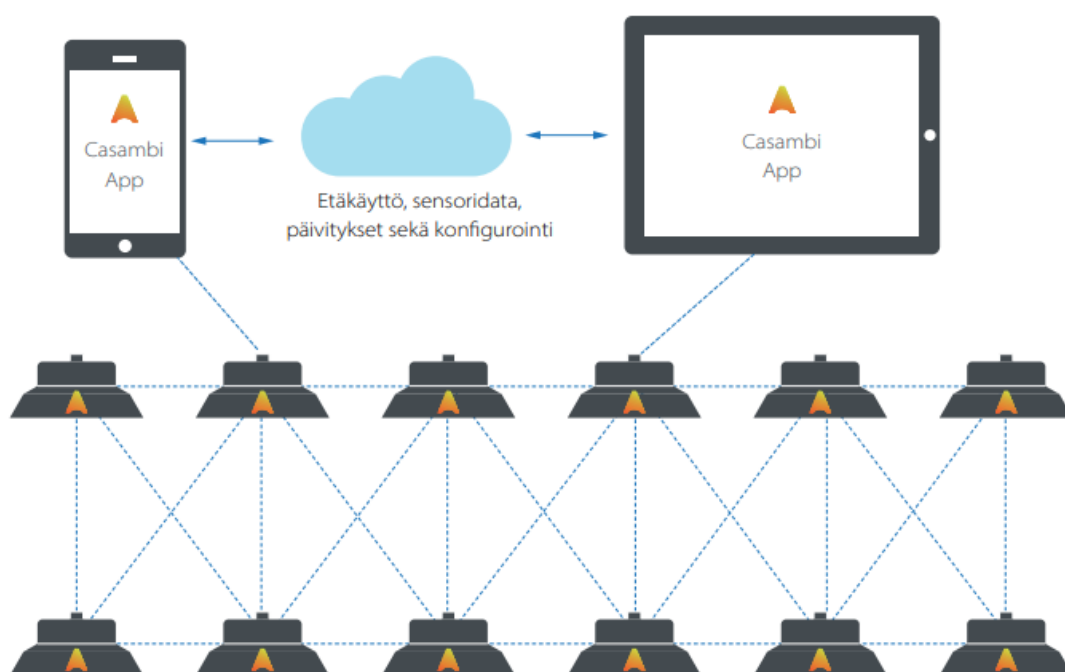 Casambi
App
Casambi
App
Etäkäyttö, sensoridata,
päivitykset sekä konfigurointi